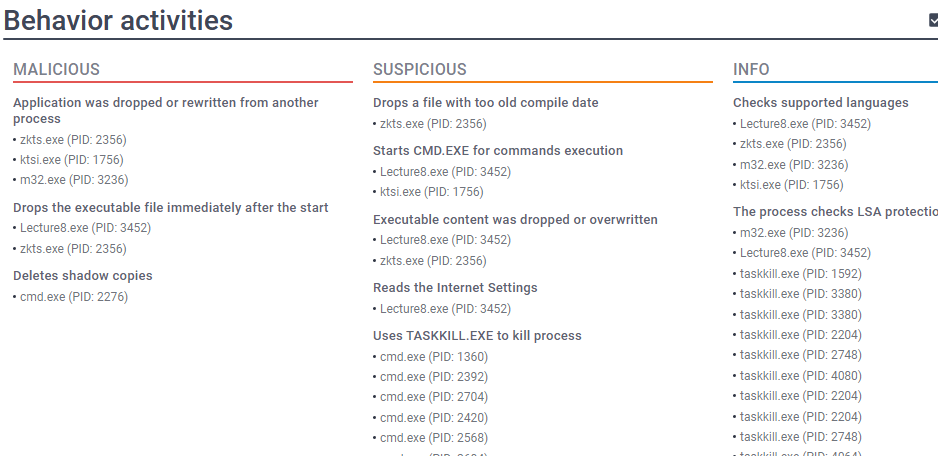 Behavior activities
MALICIOUS
Application was dropped or rewritten from another
process
• zkts.exe (PID: 2356)
• ktsi.exe (PID: 1756)
• m32.exe (PID: 3236)
Drops the executable file immediately after the start
• Lecture8.exe (PID: 3452)
• zkts.exe (PID: 2356)
Deletes shadow copies
• cmd.exe (PID: 2276)
SUSPICIOUS
Drops a file with too old compile date
• zkts.exe (PID: 2356)
Starts CMD.EXE for commands execution
• Lecture8.exe (PID: 3452)
• ktsi.exe (PID: 1756)
Executable content was dropped or overwritten
• Lecture8.exe (PID: 3452)
• zkts.exe (PID: 2356)
Reads the Internet Settings
• Lecture8.exe (PID: 3452)
Uses TASKKILL.EXE to kill process
• cmd.exe (PID: 1360)
• cmd.exe (PID: 2392)
• cmd.exe (PID: 2704)
• cmd.exe (PID: 2420)
• cmd.exe (PID: 2568)
INFO
Checks supported languages
• Lecture8.exe (PID: 3452)
• zkts.exe (PID: 2356)
• m32.exe (PID: 3236)
• ktsi.exe (PID: 1756)
The process checks LSA protectio
• m32.exe (PID: 3236)
• Lecture8.exe (PID: 3452)
• taskkill.exe (PID: 1592)
• taskkill.exe (PID: 3380)
• taskkill.exe (PID: 3380)
• taskkill.exe (PID: 2204)
• taskkill.exe (PID: 2748)
• taskkill.exe (PID: 4080)
• taskkill.exe (PID: 2204)
• taskkill.exe (PID: 2204)
• taskkill.exe (PID: 2748)